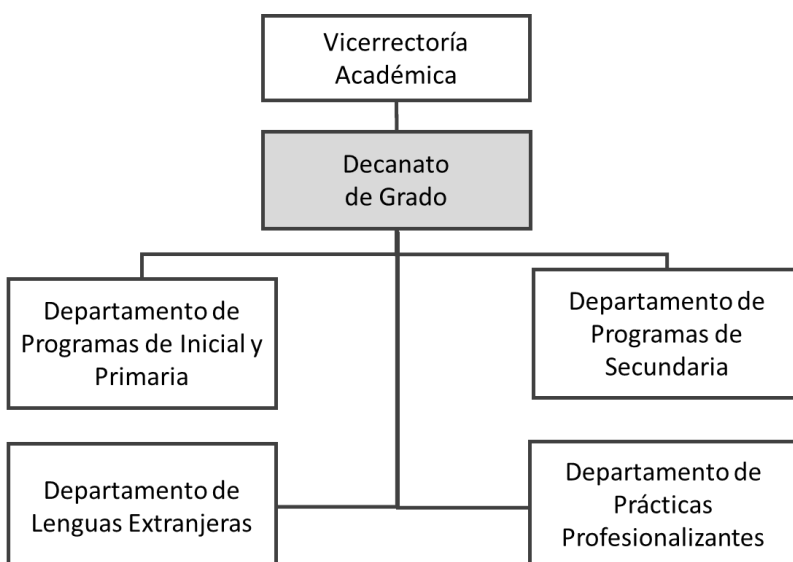 Vicerrectoría
Académica
Decanato
de Grado
Departamento de
Programas de Inicial y
Primaria
Departamento de
Programas de
Secundaria
Departamento de
Lenguas Extranjeras
Departamento de
Prácticas
Profesionalizantes